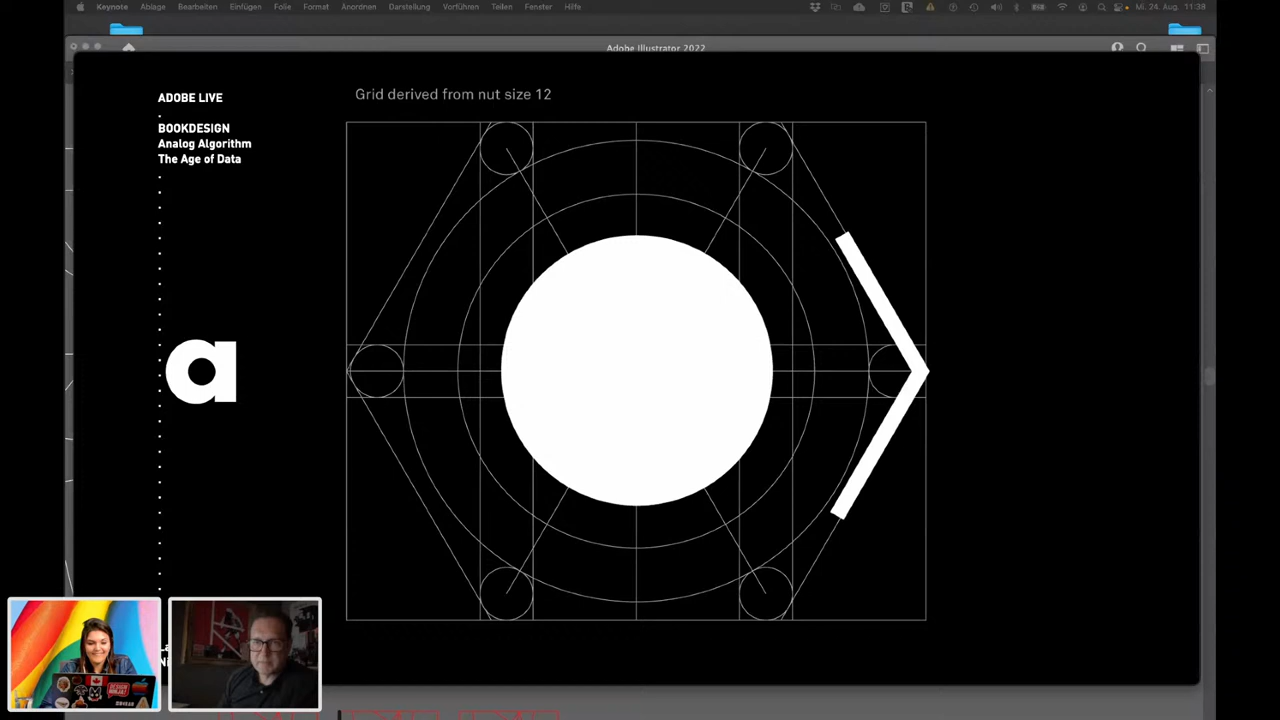 Keynote Ablage Bearbeiten Einfügen Folie Format Anordnen Darstellung Vorführen Teilen Fenster Hilfe Mi. 24. Aug. 11:38
Adobe Illustrator 2022
ADOBE LIVE
BOOKDESIGN
Analog Algorithm
The Age of Data
Grid derived from nut size 12
a